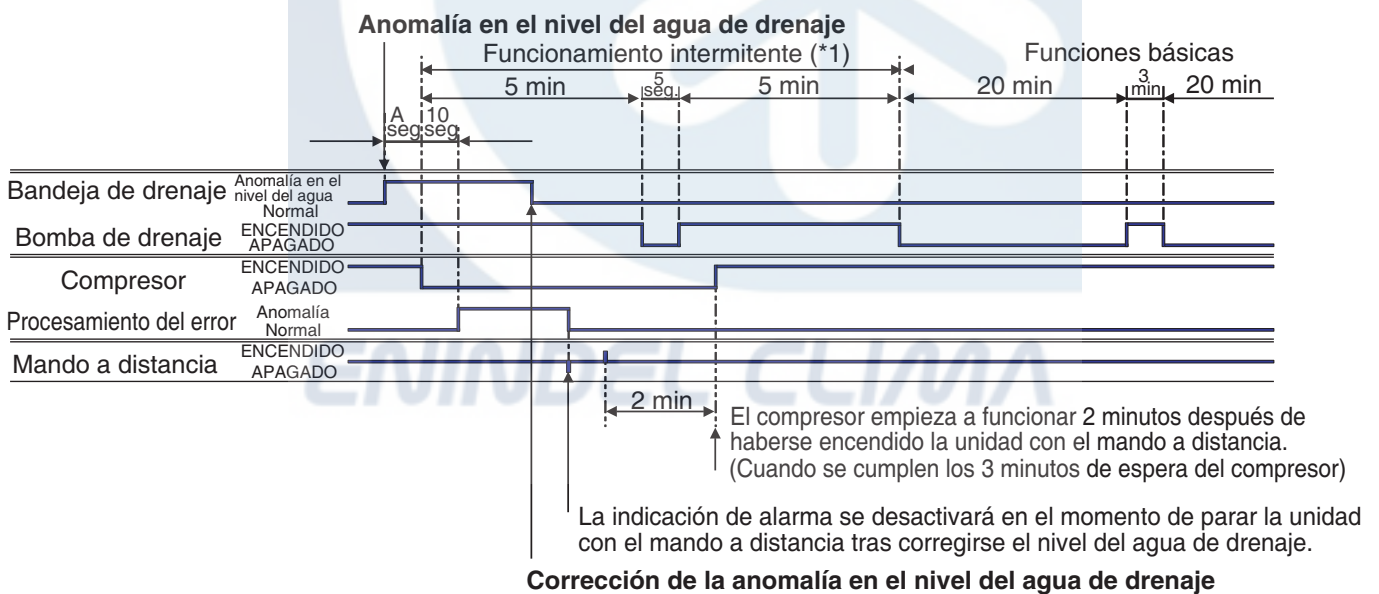 Anomalía en el nivel del agua de drenaje
Funcionamiento intermitente (*1)
Funciones básicas
5 min
5
seg.
5 min
20 min
3
min
20 min
A
seg
10
seg
Bandeja de drenaje
Anomalía en el
nivel del agua
Normal
Bomba de drenaje
ENCENDIDO
APAGADO
Compresor
ENCENDIDO
APAGADO
Procesamiento del error
Anomalía
Normal
Mando a distancia
ENCENDIDO
APAGADO
ENINDEL CLIMA
2 min
El compresor empieza a funcionar 2 minutos después de
haberse encendido la unidad con el mando a distancia.
(Cuando se cumplen los 3 minutos de espera del compresor)
La indicación de alarma se desactivará en el momento de parar la unidad
con el mando a distancia tras corregirse el nivel del agua de drenaje.
Corrección de la anomalía en el nivel del agua de drenaje